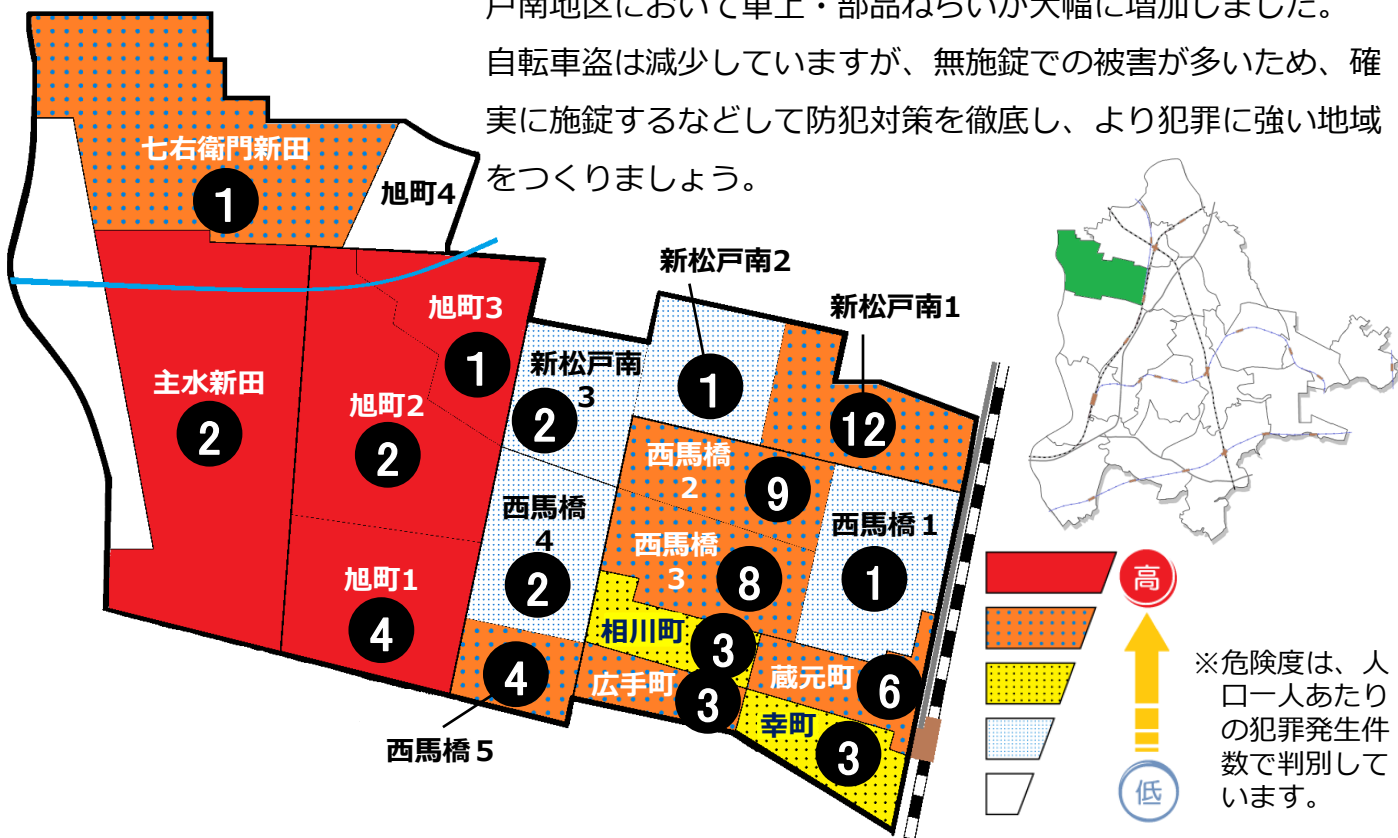 戸南地区において車上・部品ねらいが大幅に増加しました。
自転車盗は減少していますが、無施錠での被害が多いため、確
実に施錠するなどして防犯対策を徹底し、より犯罪に強い地域
をつくりましょう。
七右衛門新田
1
旭町4
新松戸南2
新松戸南1
旭町3
1
新松戸南
3
2
1
12
主水新田
2
旭町2
2
西馬橋
2
9
西馬橋
4
2
西馬橋1
1
西馬橋
3
8
旭町1
4
相川町
3
西馬橋5
4
広手町
3
蔵元町
6
幸町
3
高
低
※危険度は、人
口一人あたり
の犯罪発生件
数で判別して
います。